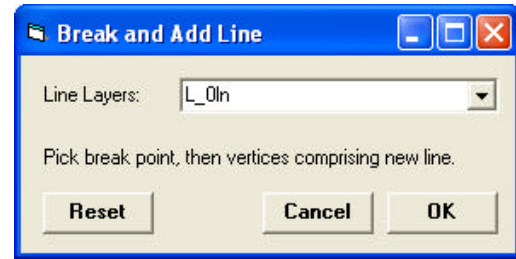 Break and Add Line
Line Layers: L_0ln
Pick break point, then vertices comprising new line.
Reset Cancel OK